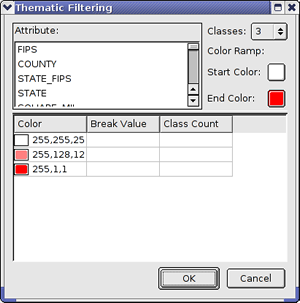 Thematic Filtering
Attribute:
FIPS
COUNTY
STATE_FIPS
STATE
SQUARE_MIL
Classes: 3
Color Ramp:
Start Color:
End Color:
Color Break Value Class Count
255,255,25
255,128,12
255,1,1
OK Cancel